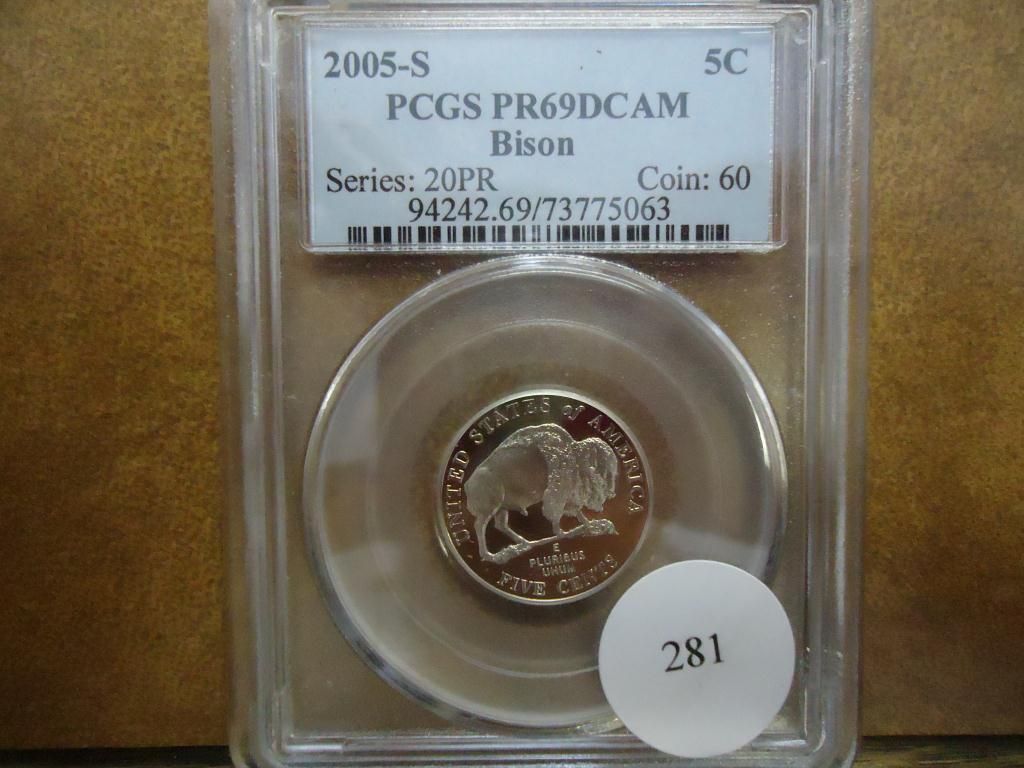 2005-S 5C
PCGS PR69DCAM
Bison
Series: 20PR Coin: 60
94242.69/73775063
UNITED STATES of AMERICA
E
PLURIBUS
UNUM
FIVE CENTS
281